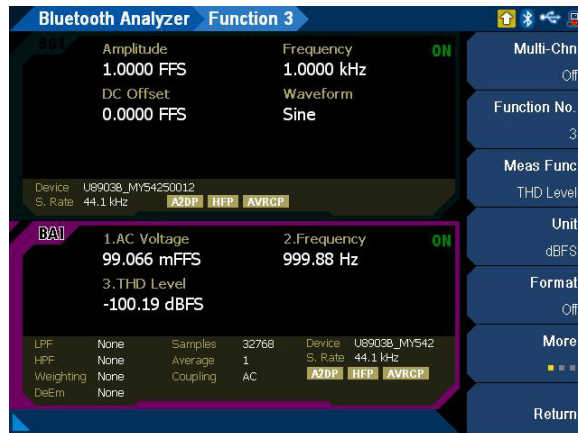 Bluetooth Analyzer Function 3
BG1
Amplitude Frequency ON
1.0000 FFS 1.0000 kHz
DC Offset Waveform
0.0000 FFS Sine
Device U8903B_MY54250012
S. Rate 44.1 kHz A2DP HFP AVRCP
BA1
1.AC Voltage 2.Frequency ON
99.066 mFFS 999.88 Hz
3.THD Level
-100.19 dBFS
LPF None Samples 32768 Device U8903B_MY542
HPF None Average 1 S. Rate 44.1 kHz
Weighting None Coupling AC A2DP HFP AVRCP
DeEm None
Multi-Chn
Off
Function No.
3
Meas Func
THD Level
Unit
dBFS
Format
Off
More
Return